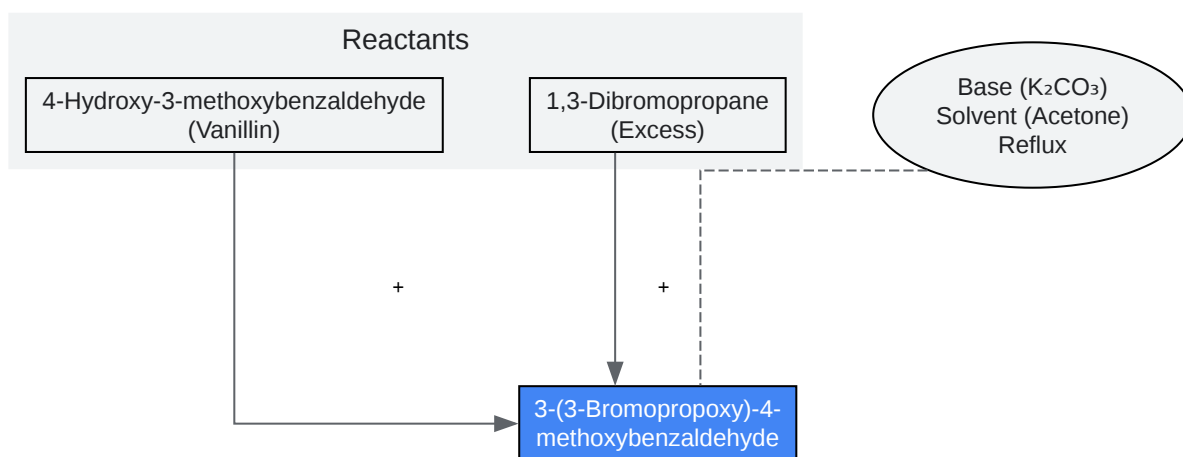 Reactants
4-Hydroxy-3-methoxybenzaldehyde
(Vanillin)
1,3-Dibromopropane
(Excess)
Base (K₂CO₃)
Solvent (Acetone)
Reflux
+
+
3-(3-Bromopropoxy)-4-
methoxybenzaldehyde